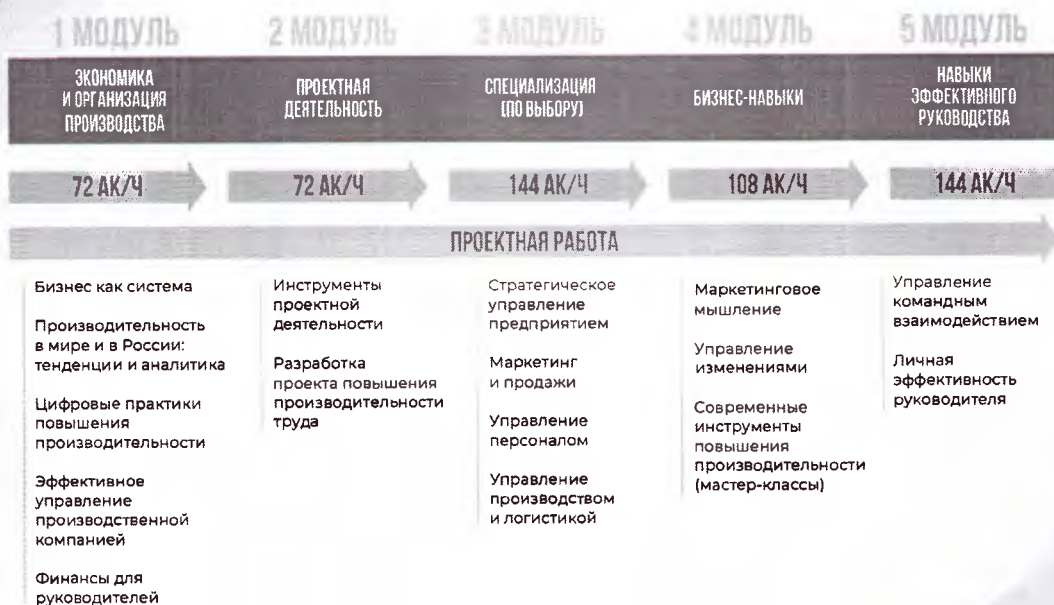 1 МОДУЛЬ
2 МОДУЛЬ
3 МОДУЛЬ
4 МОДУЛЬ
5 МОДУЛЬ
ЭКОНОМИКА
И ОРГАНИЗАЦИЯ
ПРОИЗВОДСТВА
ПРОЕКТНАЯ
ДЕЯТЕЛЬНОСТЬ
СПЕЦИАЛИЗАЦИЯ
(ПО ВЫБОРУ)
БИЗНЕС-НАВЫКИ
НАВЫКИ
ЭФФЕКТИВНОГО
РУКОВОДСТВА
72 АК/Ч
72 АК/Ч
144 АК/Ч
108 АК/Ч
144 АК/Ч
ПРОЕКТНАЯ РАБОТА
Бизнес как система
Производительность
в мире и в России:
тенденции и аналитика
Цифровые практики
повышения
производительности
Эффективное
управление
производственной
компанией
Финансы для
руководителей
Инструменты
проектной
деятельности
Разработка
проекта повышения
производительности
труда
Стратегическое
управление
предприятием
Маркетинг
и продажи
Управление
персоналом
Управление
производством
и логистикой
Маркетинговое
мышление
Управление
изменениями
Современные
инструменты
повышения
производительности
(мастер-классы)
Управление
командным
взаимодействием
Личная
эффективность
руководителя